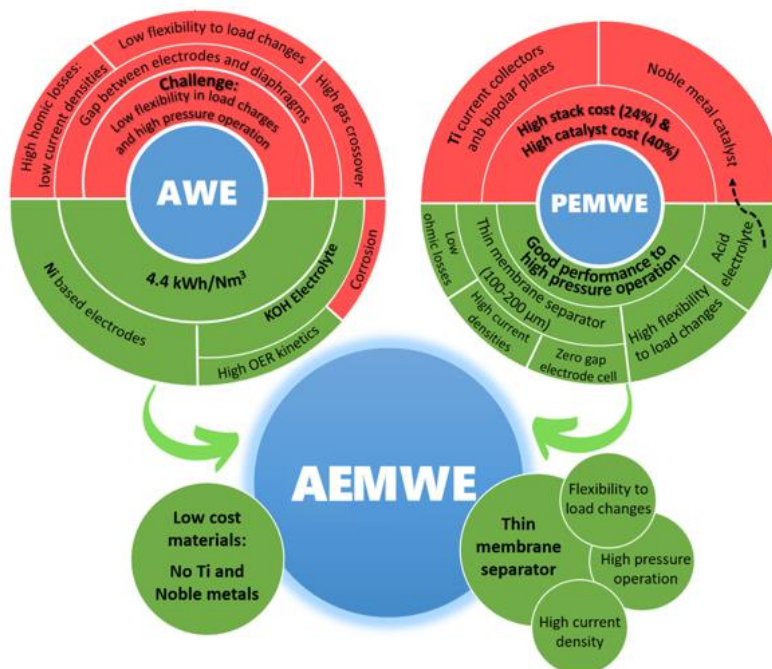 Low flexibility to load changes
High homic losses:
low current densities
Gap between electrodes and diaphragms
High gas crossover
Challenge:
Low flexibility in load charges
and high pressure operation
AWE
4.4 kWh/Nm³
KOH Electrolyte
Corrosion
Ni based electrodes
High OER kinetics
Ti current collectors
anb bipolar plates
Noble metal catalyst
High stack cost (24%) &
High catalyst cost (40%)
PEMWE
Good performance to
high pressure operation
Thin membrane separator
(100-200 μm)
Low
ohmic losses
High current
densities
Zero gap
electrode cell
High flexibility
to load changes
Acid
electrolyte
AEMWE
Low cost
materials:
No Ti and
Noble metals
Thin
membrane
separator
Flexibility to
load changes
High pressure
operation
High current
density